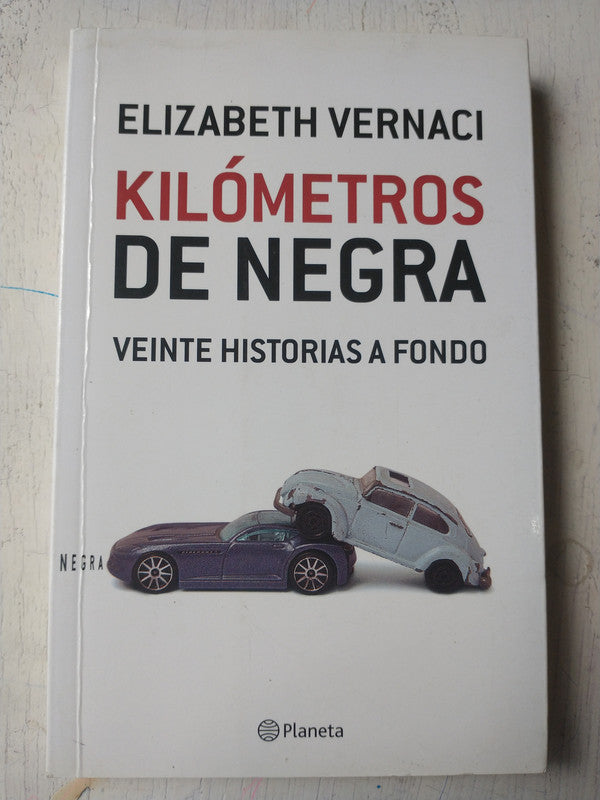 ELIZABETH VERNACI
KILÓMETROS
DE NEGRA
VEINTE HISTORIAS A FONDO
NEGRA
Planeta